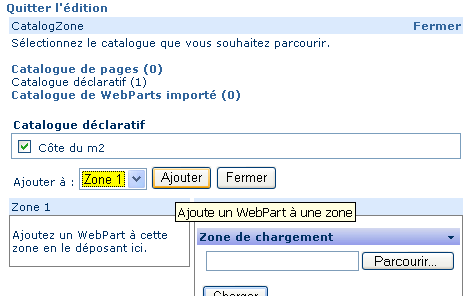 Quitter l'édition
CatalogZone Fermer
Sélectionnez le catalogue que vous souhaitez parcourir.
Catalogue de pages (0)
Catalogue déclaratif (1)
Catalogue de WebParts importé (0)
Catalogue déclaratif
Côte du m2
Ajouter à : Zone 1 Ajouter Fermer
Ajoute un WebPart à une zone
Zone 1
Ajoutez un WebPart à cette
zone en le déposant ici.
Zone de chargement
Parcourir...
Charger